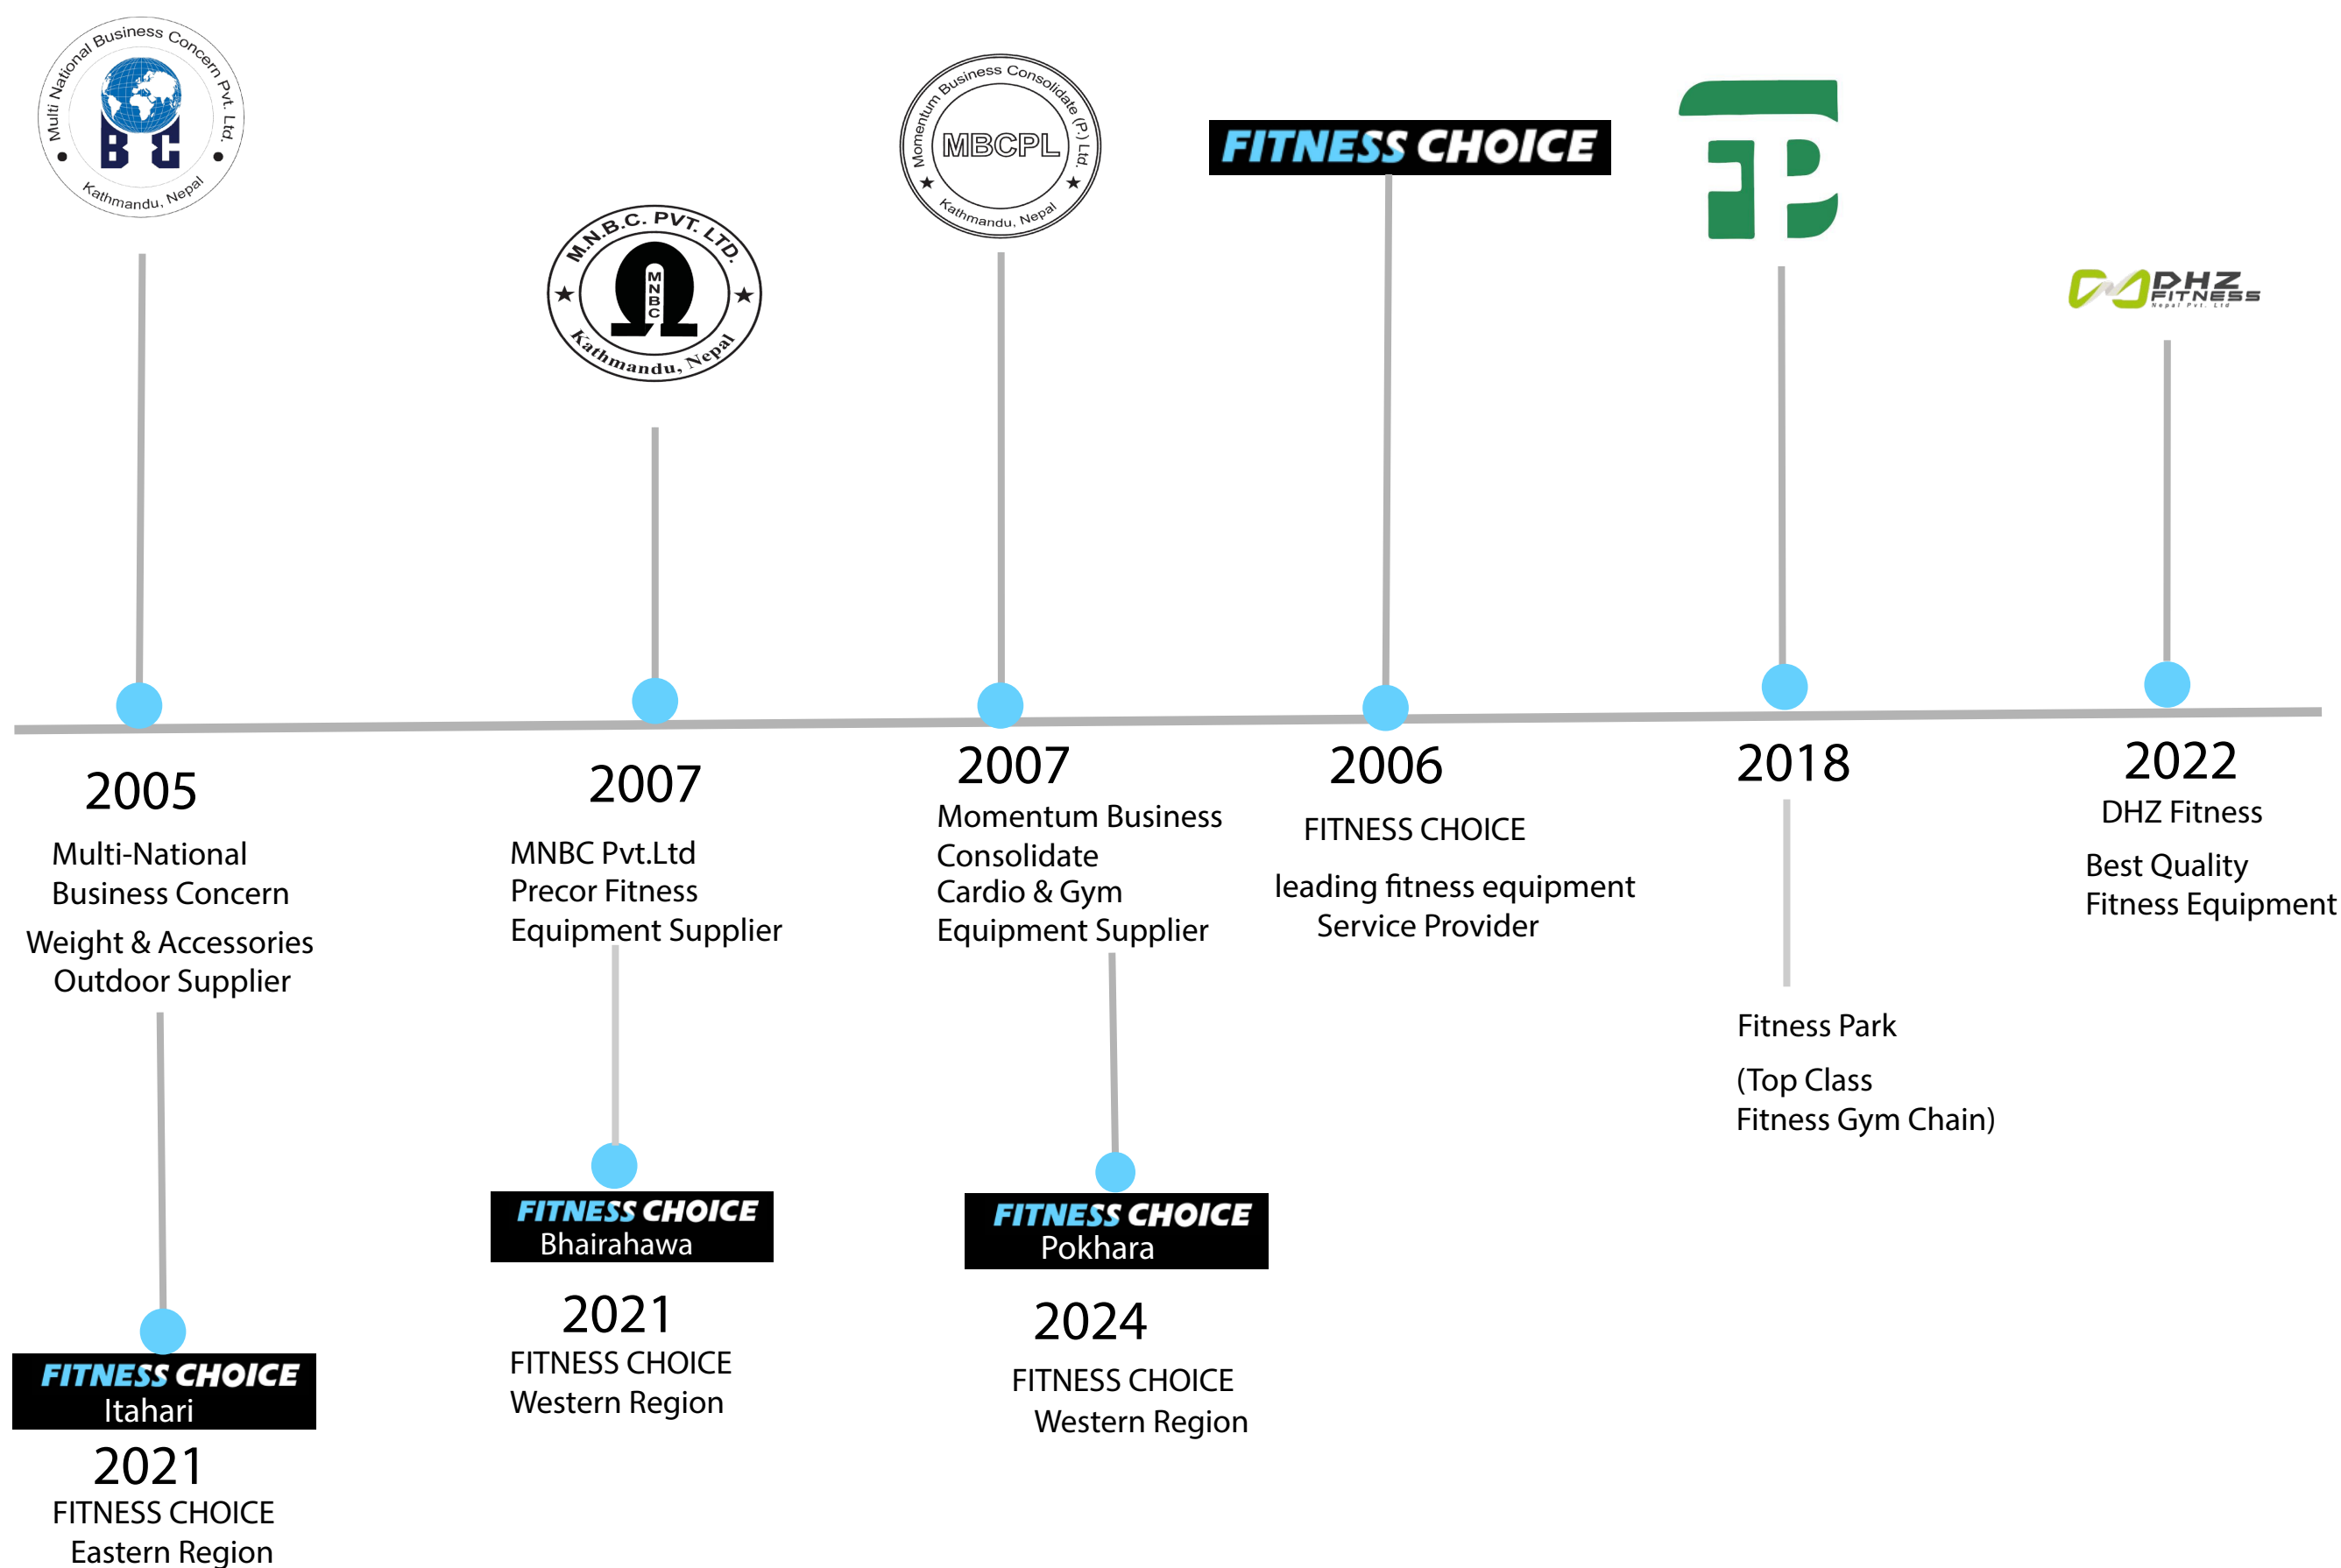 Multi National Business Concern Pvt. Ltd.
B C
Kathmandu, Nepal
M.N.B.C. PVT. LTD.
MNBC
Kathmandu, Nepal
Momentum Business Consolidate (P.) Ltd.
MBCPL
Kathmandu, Nepal
FITNESS CHOICE
FP
DHZ
FITNESS
Nepal Pvt. Ltd
2005
Multi-National
Business Concern
Weight & Accessories
Outdoor Supplier
2007
MNBC Pvt.Ltd
Precor Fitness
Equipment Supplier
2007
Momentum Business
Consolidate
Cardio & Gym
Equipment Supplier
2006
FITNESS CHOICE
leading fitness equipment
Service Provider
2018
Fitness Park
(Top Class
Fitness Gym Chain)
2022
DHZ Fitness
Best Quality
Fitness Equipment
FITNESS CHOICE
Itahari
2021
FITNESS CHOICE
Eastern Region
FITNESS CHOICE
Bhairahawa
2021
FITNESS CHOICE
Western Region
FITNESS CHOICE
Pokhara
2024
FITNESS CHOICE
Western Region